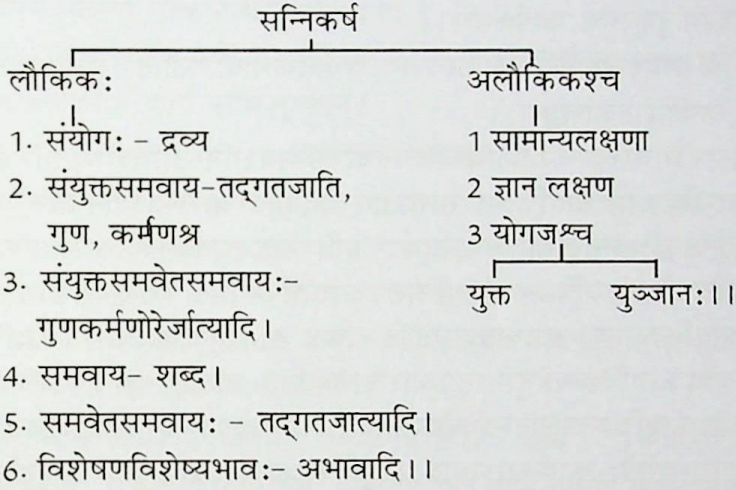 सन्निकर्ष
लौकिक:
1. संयोग: – द्रव्य
2. संयुक्तसमवाय-तद्गतजाति,
गुण, कर्मणश्र
3. संयुक्तसमवेतसमवाय:-
गुणकर्मणोरेर्जात्यादि।
4. समवाय- शब्द।
5. समवेतसमवाय: – तद्गतजात्यादि।
6. विशेषणविशेष्यभाव:- अभावादि।।
अलौकिकश्च
1 सामान्यलक्षणा
2 ज्ञान लक्षण
3 योगजश्च
युक्त युञ्जान:।।